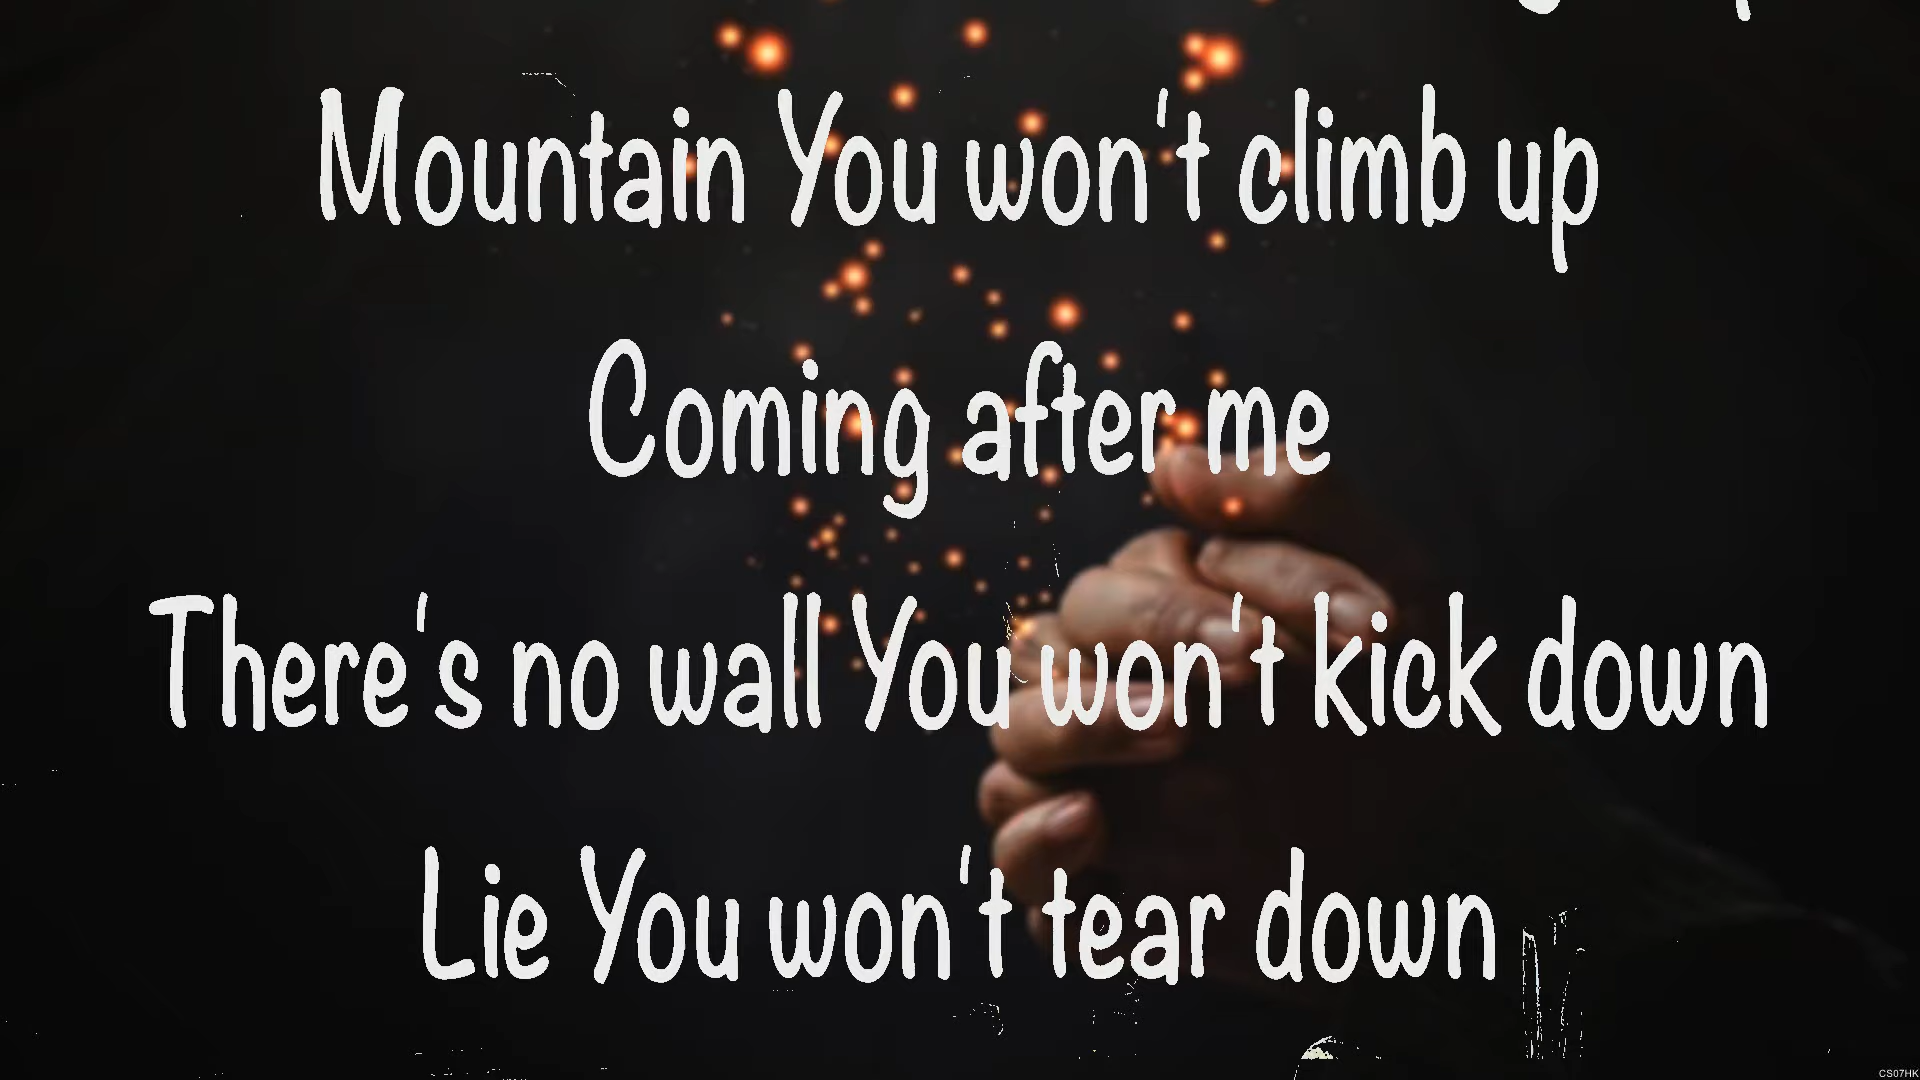 Mountain You won't climb up
Coming after me
There's no wall You won't kick down
Lie You won't tear down
CS07HK